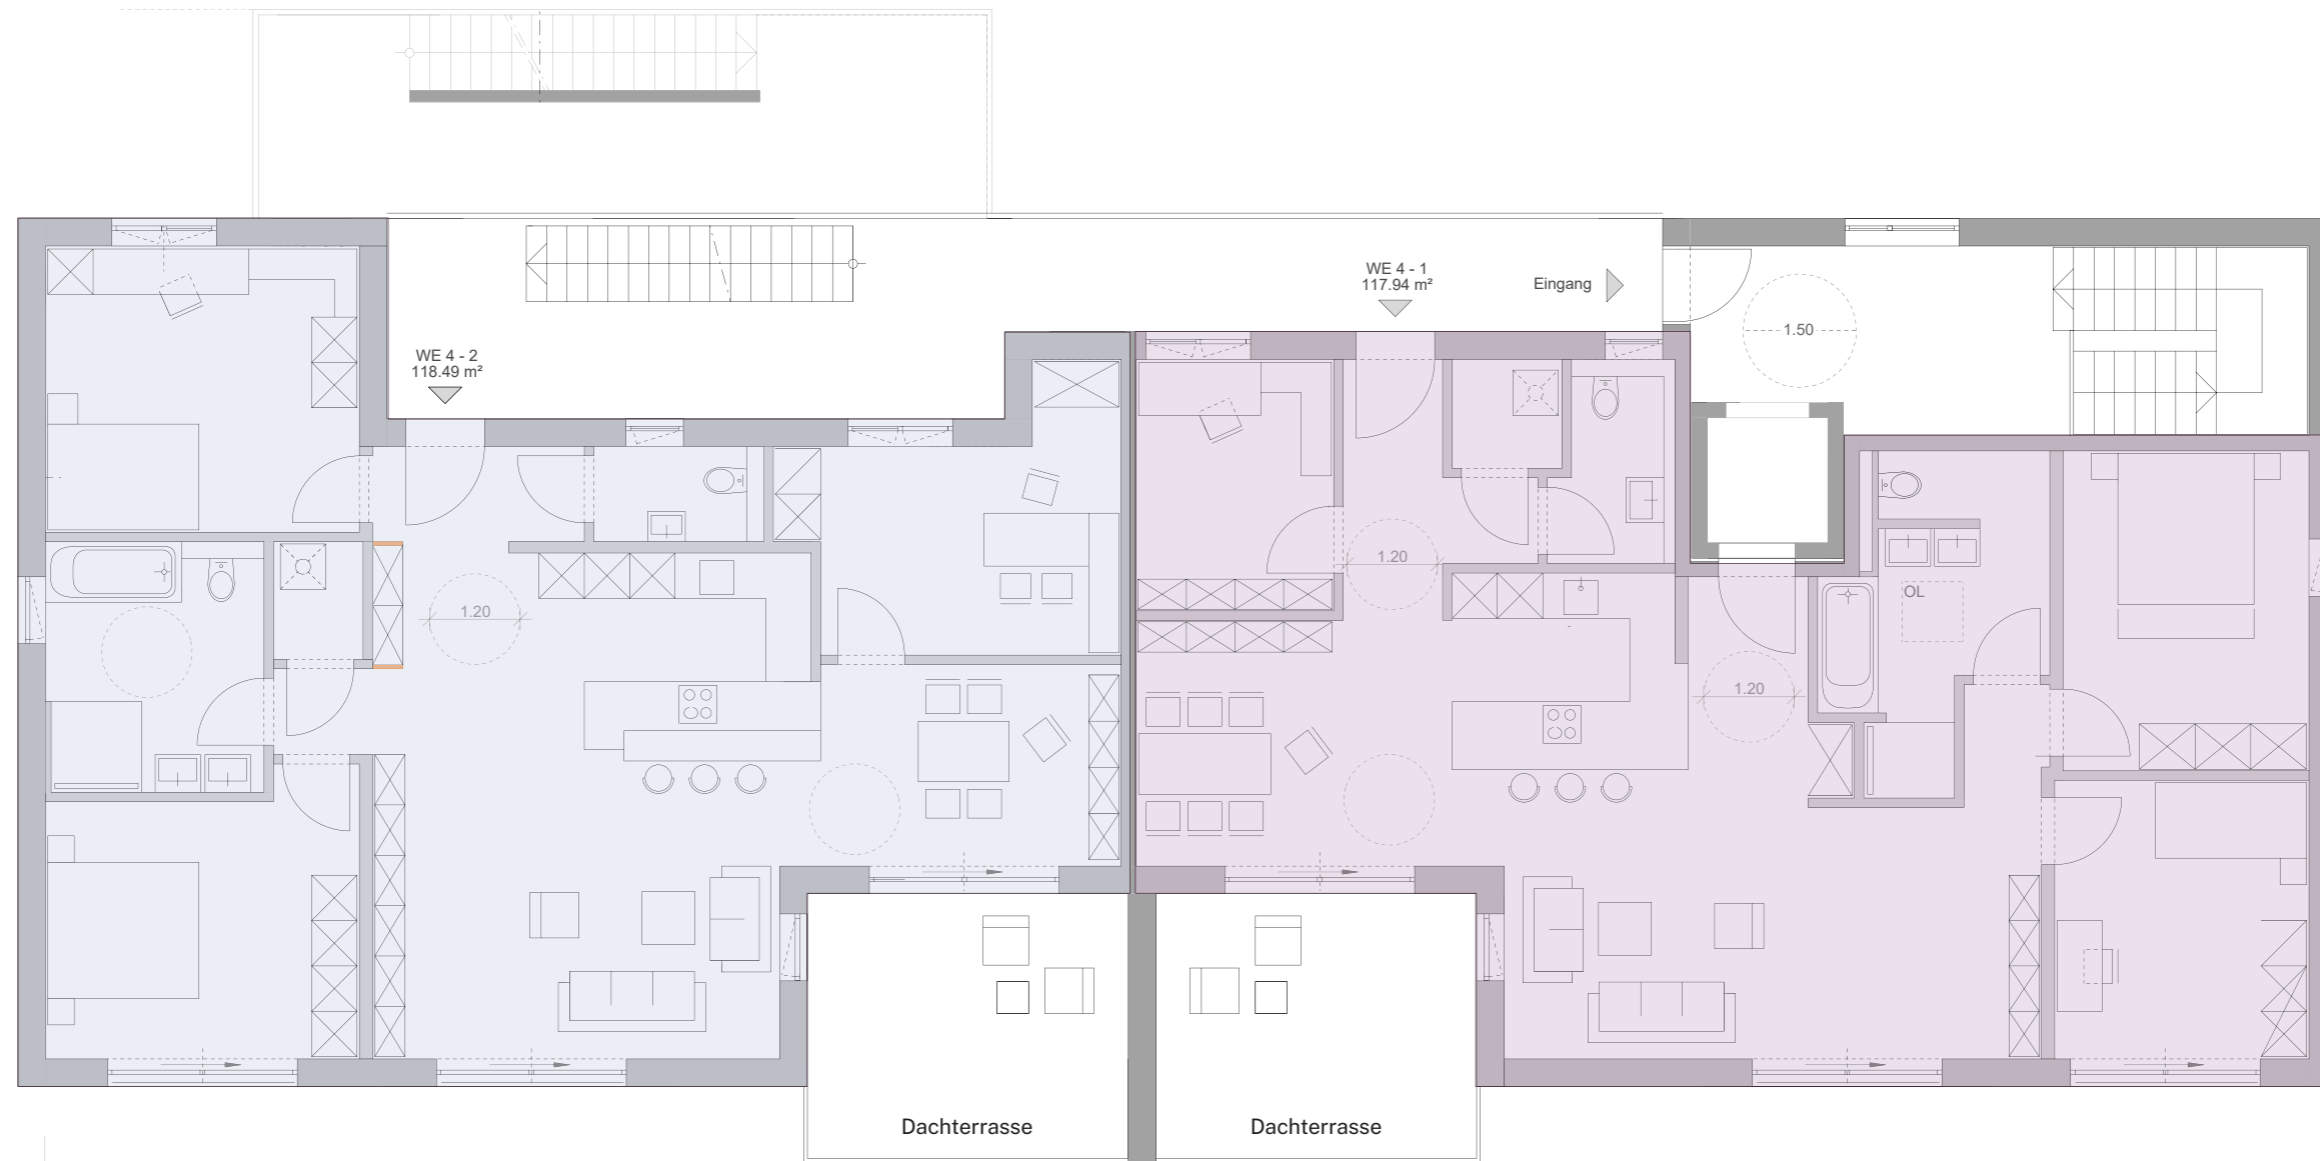 WE 4 - 1
117.94 m²
Eingang
1.50
WE 4 - 2
118.49 m²
1.20
1.20
OL
1.20
Dachterrasse
Dachterrasse